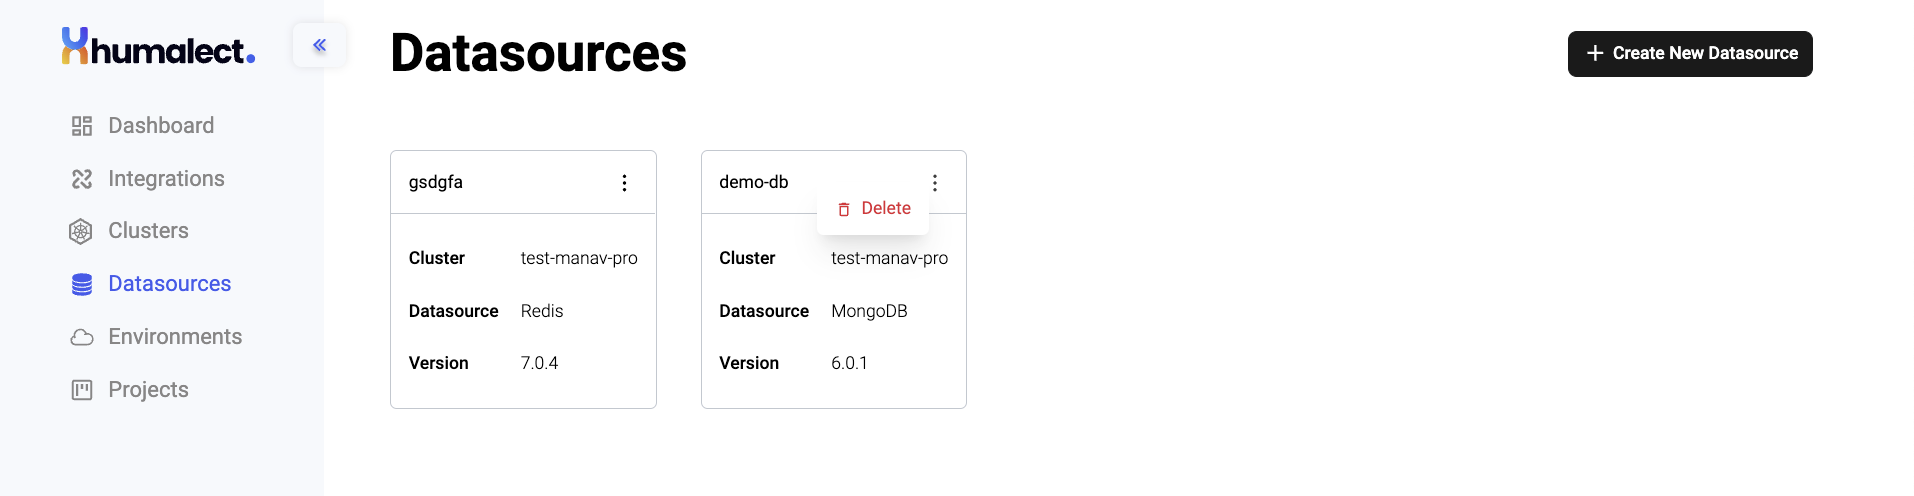 humalect.
Dashboard
Integrations
Clusters
Datasources
Environments
Projects
Datasources
Create New Datasource
gsdgfa
Cluster test-manav-pro
Datasource Redis
Version 7.0.4
demo-db
Delete
Cluster test-manav-pro
Datasource MongoDB
Version 6.0.1